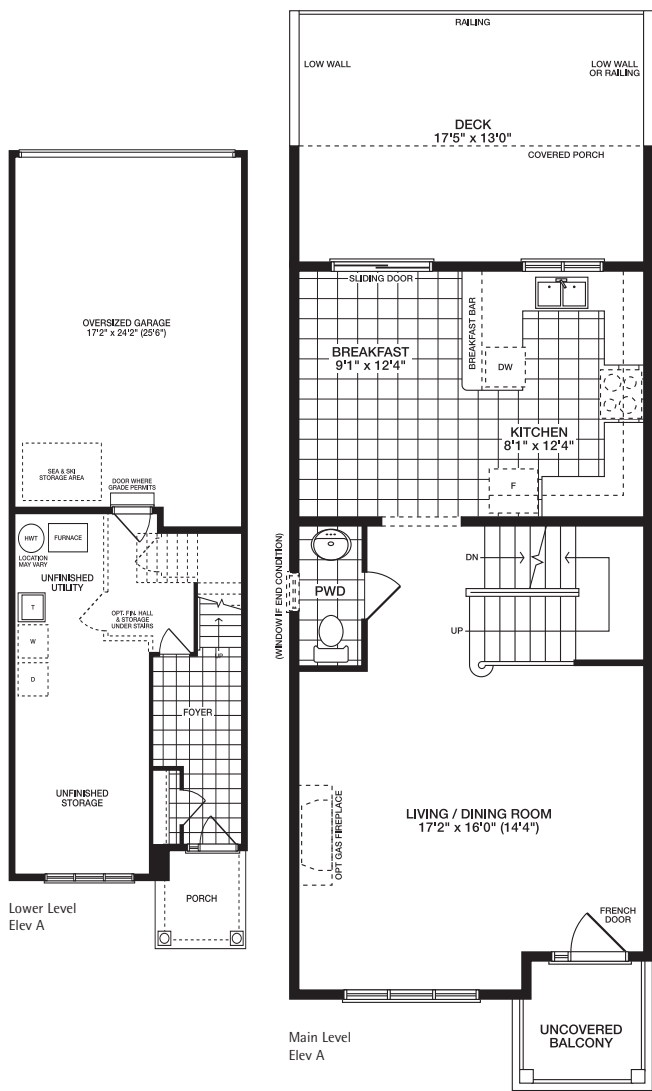 OVERSIZED GARAGE
17'2" x 24'2" (25'6")
SEA & SKI
STORAGE AREA
DOOR WHERE
GRADE PERMITS
HWT
FURNACE
LOCATION
MAY VARY
UNFINISHED
UTILITY
T
W
D
OPT. FIN. HALL
& STORAGE
UNDER STAIRS
FOYER
UNFINISHED
STORAGE
PORCH
Lower Level
Elev A
RAILING
LOW WALL
LOW WALL
OR RAILING
DECK
17'5" x 13'0"
COVERED PORCH
SLIDING DOOR
BREAKFAST BAR
BREAKFAST
9'1" x 12'4"
DW
KITCHEN
8'1" x 12'4"
F
(WINDOW IF END CONDITION)
PWD
DN
UP
OPT GAS FIREPLACE
LIVING / DINING ROOM
17'2" x 16'0" (14'4")
FRENCH
DOOR
UNCOVERED
BALCONY
Main Level
Elev A